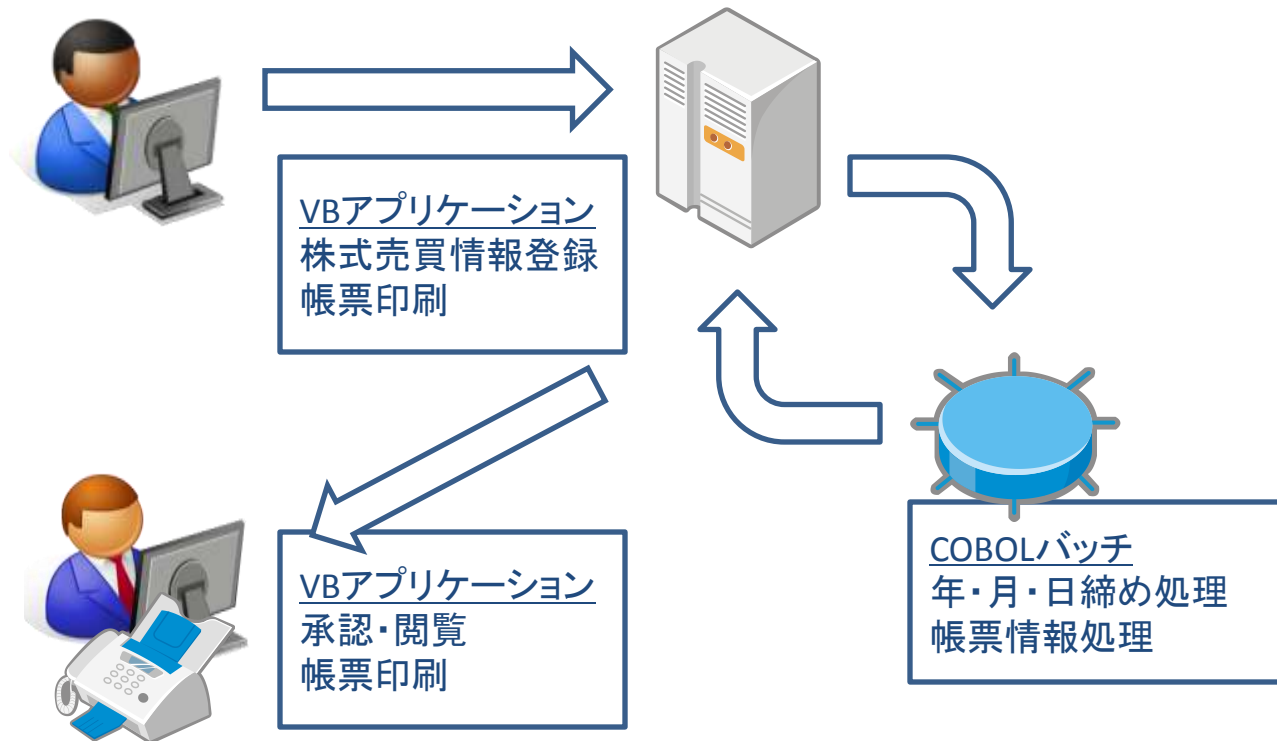 VBアプリケーション
株式売買情報登録
帳票印刷
VBアプリケーション
承認・閲覧
帳票印刷
COBOLバッチ
年・月・日締め処理
帳票情報処理